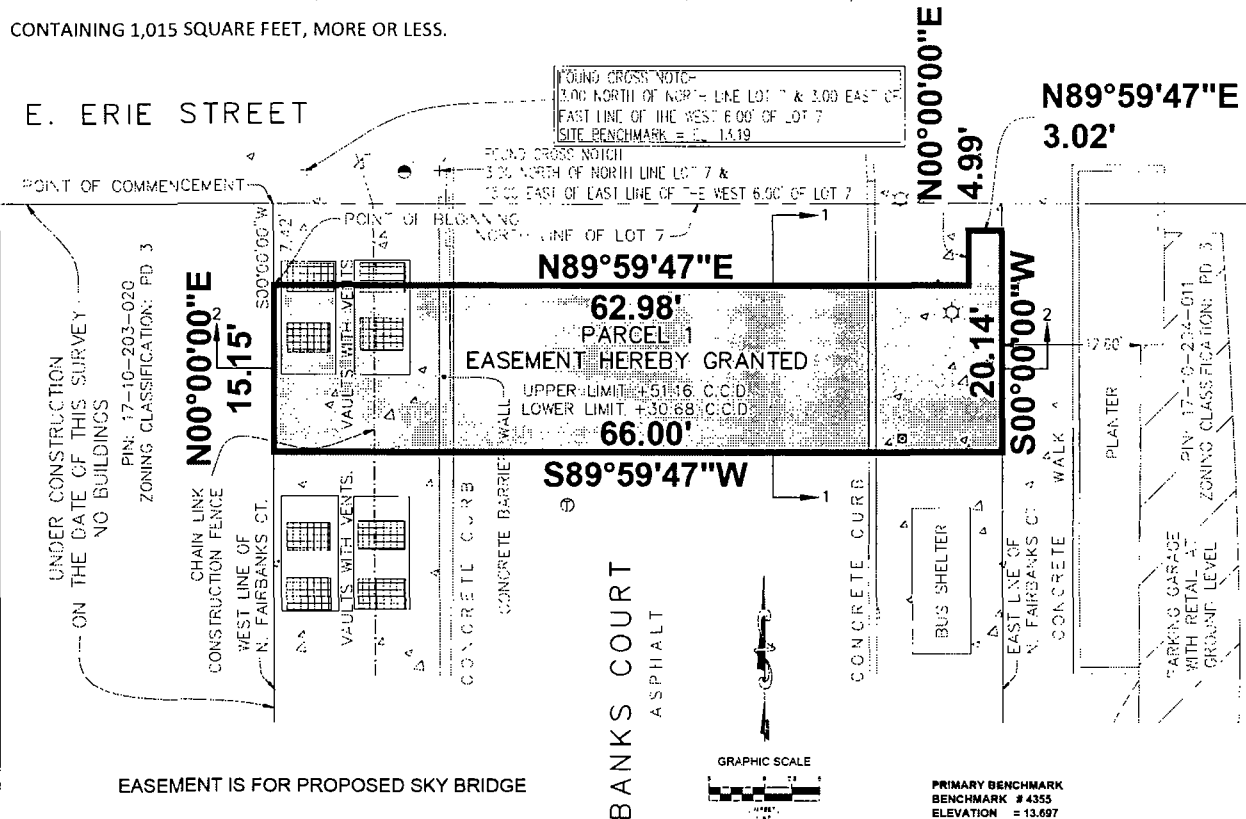 CONTAINING 1,015 SQUARE FEET, MORE OR LESS.
E. ERIE STREET
FOUND CROSS NOTCH
3.00 NORTH OF NORTH LINE LOT 7 & 3.00 EAST OF
EAST LINE OF THE WEST 6.00' OF LOT 7
SITE BENCHMARK = EL. 13.19
N00°00'00"E
4.99'
N89°59'47"E
3.02'
FOUND CROSS NOTCH
3.00 NORTH OF NORTH LINE LOT 7 &
EAST OF EAST LINE OF THE WEST 6.00' OF LOT 7
POINT OF COMMENCEMENT
POINT OF BEGINNING
NORTH LINE OF LOT 7
1
S00°00'00"W
7.42'
N89°59'47"E
62.98'
PARCEL 1
EASEMENT HEREBY GRANTED
UPPER LIMIT +51.16 C.C.D.
LOWER LIMIT +30.68 C.C.D.
66.00'
S89°59'47"W
1
N00°00'00"E
15.15'
2
20.14'
S00°00'00"W
2
UNDER CONSTRUCTION
ON THE DATE OF THIS SURVEY
NO BUILDINGS
PIN: 17-10-203-020
ZONING CLASSIFICATION: PD 3
CHAIN LINK
CONSTRUCTION FENCE
WEST LINE OF
N. FAIRBANKS CT.
VAULTS WITH VENTS
VAULTS WITH VENTS.
CONCRETE CURB
CONCRETE BARRIER WALL
BANKS COURT
ASPHALT
CONCRETE CURB
BUS SHELTER
EAST LINE OF
N. FAIRBANKS CT.
CONCRETE WALK
PLANTER
PARKING GARAGE
WITH RETAIL AT
GROUND LEVEL
ZONING CLASSIFICATION: PD 3
EASEMENT IS FOR PROPOSED SKY BRIDGE
GRAPHIC SCALE
PRIMARY BENCHMARK
BENCHMARK # 4355
ELEVATION = 13.697